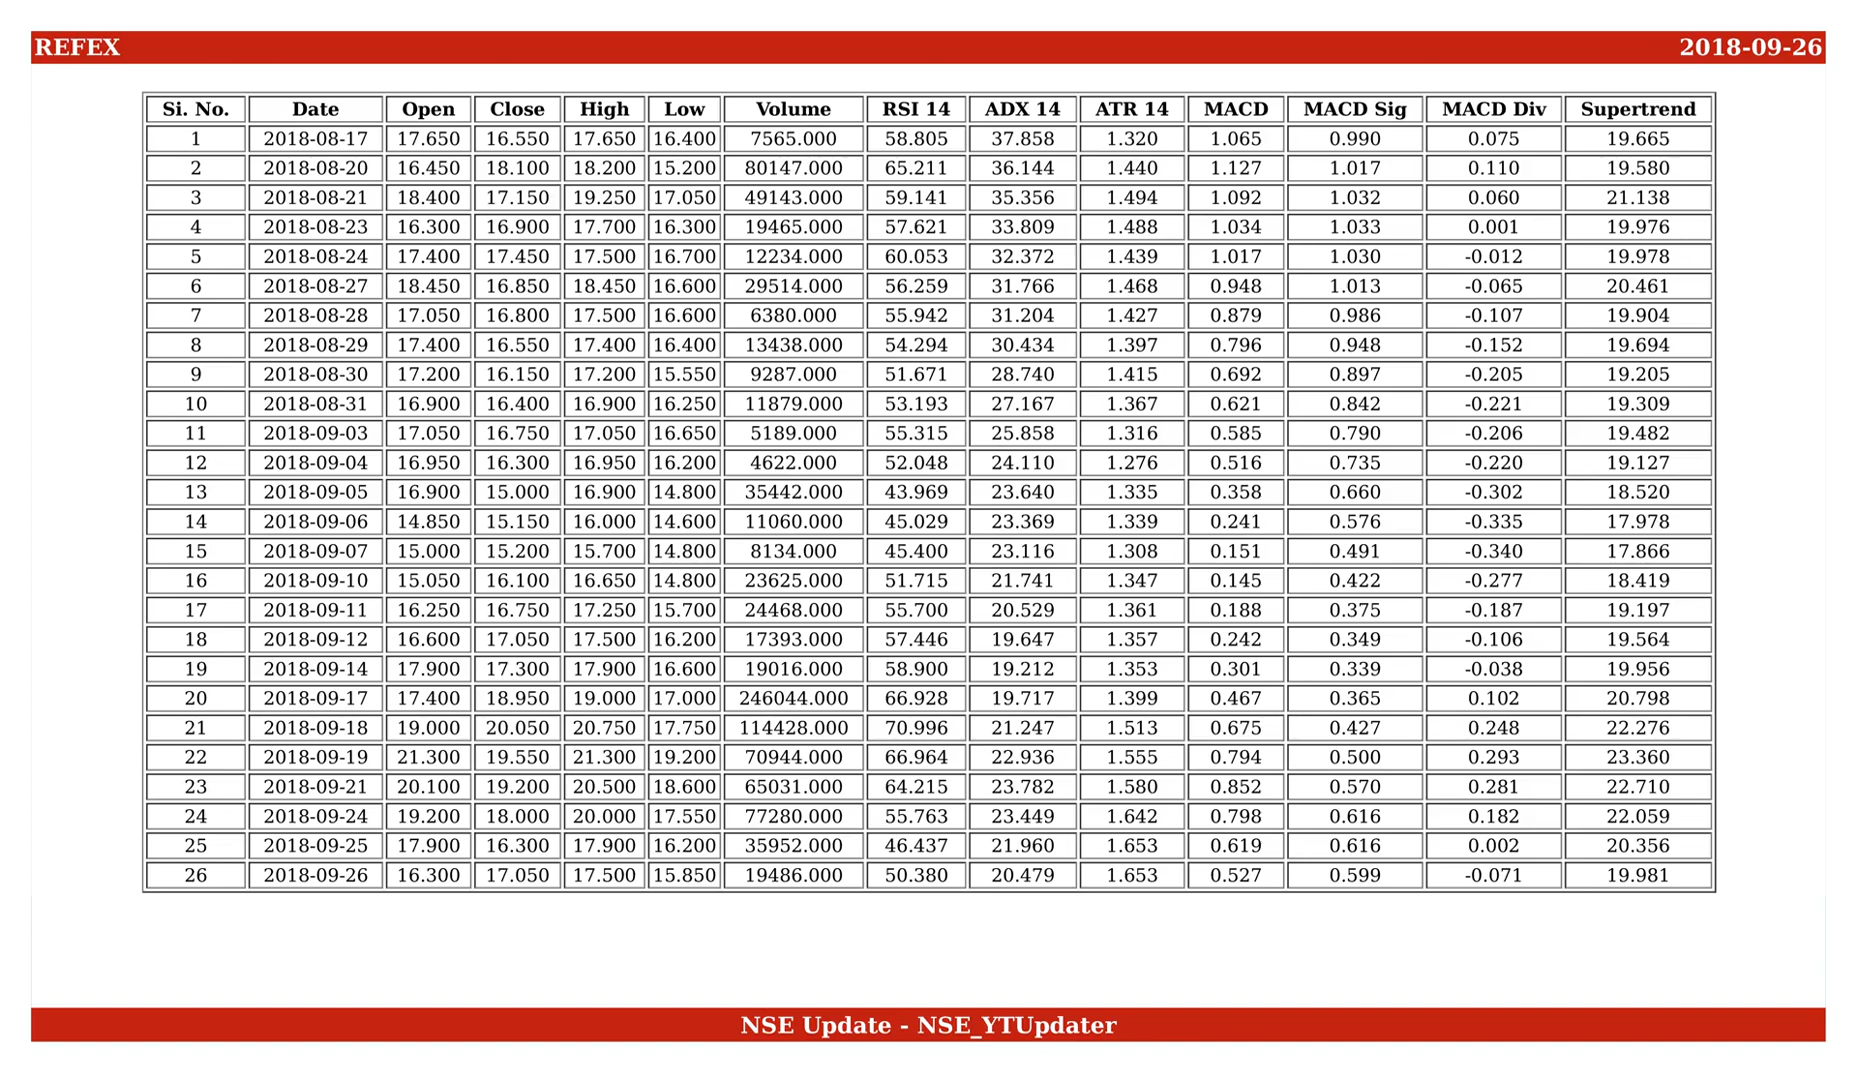 REFEX 2018-09-26
Si. No. Date Open Close High Low Volume RSI 14 ADX 14 ATR 14 MACD MACD Sig MACD Div Supertrend
1 2018-08-17 17.650 16.550 17.650 16.400 7565.000 58.805 37.858 1.320 1.065 0.990 0.075 19.665
2 2018-08-20 16.450 18.100 18.200 15.200 80147.000 65.211 36.144 1.440 1.127 1.017 0.110 19.580
3 2018-08-21 18.400 17.150 19.250 17.050 49143.000 59.141 35.356 1.494 1.092 1.032 0.060 21.138
4 2018-08-23 16.300 16.900 17.700 16.300 19465.000 57.621 33.809 1.488 1.034 1.033 0.001 19.976
5 2018-08-24 17.400 17.450 17.500 16.700 12234.000 60.053 32.372 1.439 1.017 1.030 -0.012 19.978
6 2018-08-27 18.450 16.850 18.450 16.600 29514.000 56.259 31.766 1.468 0.948 1.013 -0.065 20.461
7 2018-08-28 17.050 16.800 17.500 16.600 6380.000 55.942 31.204 1.427 0.879 0.986 -0.107 19.904
8 2018-08-29 17.400 16.550 17.400 16.400 13438.000 54.294 30.434 1.397 0.796 0.948 -0.152 19.694
9 2018-08-30 17.200 16.150 17.200 15.550 9287.000 51.671 28.740 1.415 0.692 0.897 -0.205 19.205
10 2018-08-31 16.900 16.400 16.900 16.250 11879.000 53.193 27.167 1.367 0.621 0.842 -0.221 19.309
11 2018-09-03 17.050 16.750 17.050 16.650 5189.000 55.315 25.858 1.316 0.585 0.790 -0.206 19.482
12 2018-09-04 16.950 16.300 16.950 16.200 4622.000 52.048 24.110 1.276 0.516 0.735 -0.220 19.127
13 2018-09-05 16.900 15.000 16.900 14.800 35442.000 43.969 23.640 1.335 0.358 0.660 -0.302 18.520
14 2018-09-06 14.850 15.150 16.000 14.600 11060.000 45.029 23.369 1.339 0.241 0.576 -0.335 17.978
15 2018-09-07 15.000 15.200 15.700 14.800 8134.000 45.400 23.116 1.308 0.151 0.491 -0.340 17.866
16 2018-09-10 15.050 16.100 16.650 14.800 23625.000 51.715 21.741 1.347 0.145 0.422 -0.277 18.419
17 2018-09-11 16.250 16.750 17.250 15.700 24468.000 55.700 20.529 1.361 0.188 0.375 -0.187 19.197
18 2018-09-12 16.600 17.050 17.500 16.200 17393.000 57.446 19.647 1.357 0.242 0.349 -0.106 19.564
19 2018-09-14 17.900 17.300 17.900 16.600 19016.000 58.900 19.212 1.353 0.301 0.339 -0.038 19.956
20 2018-09-17 17.400 18.950 19.000 17.000 246044.000 66.928 19.717 1.399 0.467 0.365 0.102 20.798
21 2018-09-18 19.000 20.050 20.750 17.750 114428.000 70.996 21.247 1.513 0.675 0.427 0.248 22.276
22 2018-09-19 21.300 19.550 21.300 19.200 70944.000 66.964 22.936 1.555 0.794 0.500 0.293 23.360
23 2018-09-21 20.100 19.200 20.500 18.600 65031.000 64.215 23.782 1.580 0.852 0.570 0.281 22.710
24 2018-09-24 19.200 18.000 20.000 17.550 77280.000 55.763 23.449 1.642 0.798 0.616 0.182 22.059
25 2018-09-25 17.900 16.300 17.900 16.200 35952.000 46.437 21.960 1.653 0.619 0.616 0.002 20.356
26 2018-09-26 16.300 17.050 17.500 15.850 19486.000 50.380 20.479 1.653 0.527 0.599 -0.071 19.981
NSE Update - NSE_YTUpdater